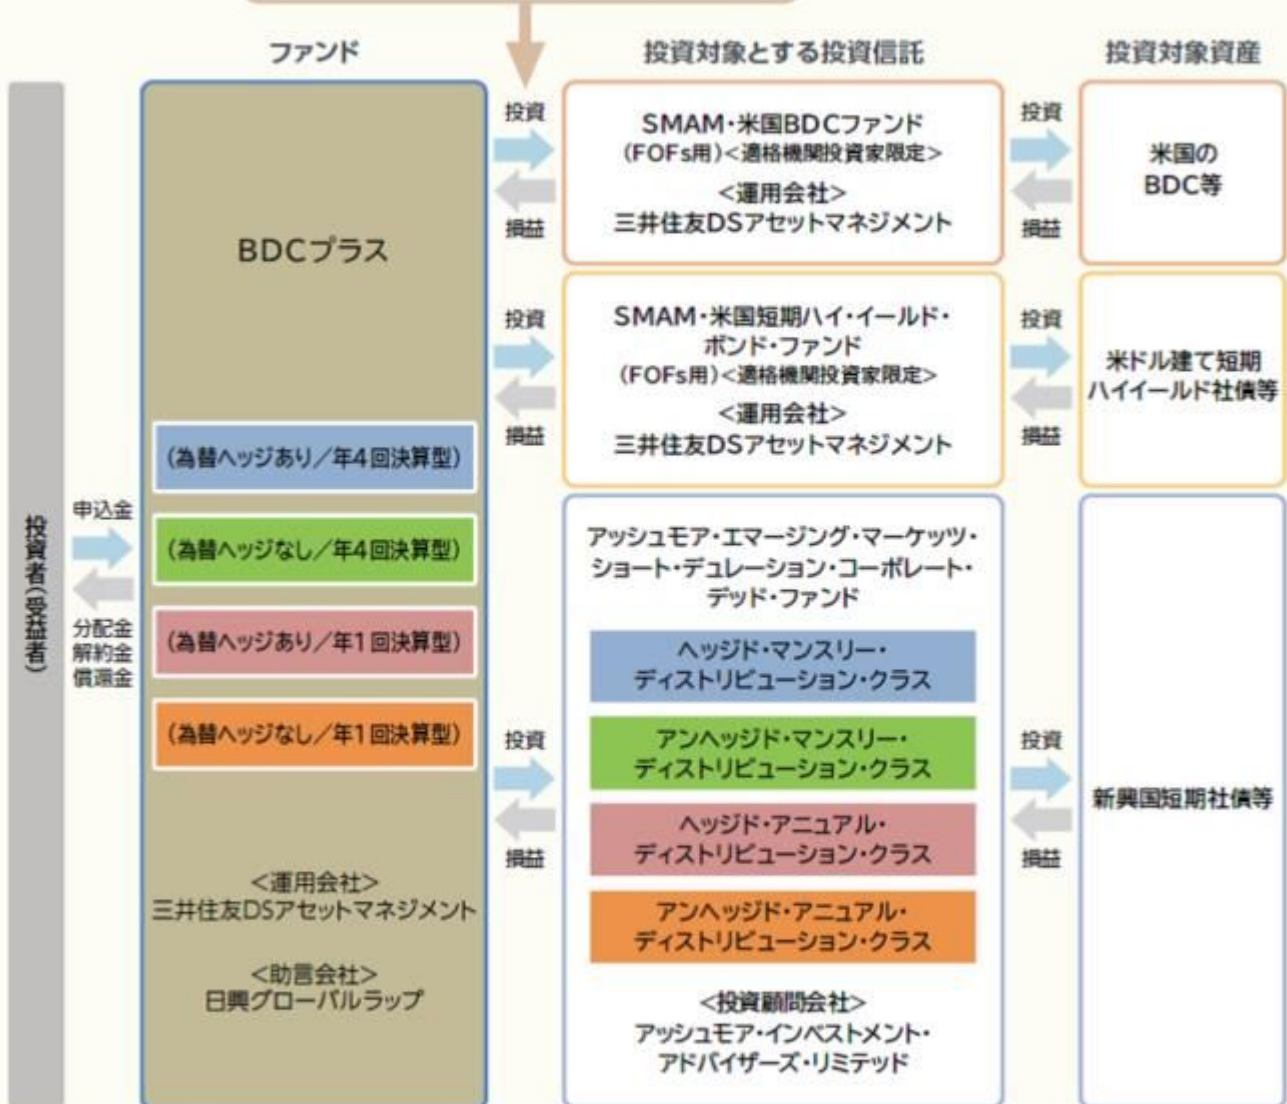 ファンド
投資対象とする投資信託
投資対象資産
投資者(受益者)
申込金
分配金
解約金
償還金
BDCプラス
(為替ヘッジあり／年4回決算型)
(為替ヘッジなし／年4回決算型)
(為替ヘッジあり／年1回決算型)
(為替ヘッジなし／年1回決算型)
＜運用会社＞
三井住友DSアセットマネジメント
＜助言会社＞
日興グローバルラップ
投資
損益
SMAM・米国BDCファンド
(FOFs用)＜適格機関投資家限定＞
＜運用会社＞
三井住友DSアセットマネジメント
投資
損益
米国の
BDC等
投資
損益
SMAM・米国短期ハイ・イールド・
ボンド・ファンド
(FOFs用)＜適格機関投資家限定＞
＜運用会社＞
三井住友DSアセットマネジメント
投資
損益
米ドル建て短期
ハイイールド社債等
投資
損益
アッシュモア・エマージング・マーケッツ・
ショート・デュレーション・コーポレート・
デッド・ファンド
ヘッジド・マンスリー・
ディストリビューション・クラス
アンヘッジド・マンスリー・
ディストリビューション・クラス
ヘッジド・アニュアル・
ディストリビューション・クラス
アンヘッジド・アニュアル・
ディストリビューション・クラス
＜投資顧問会社＞
アッシュモア・インベストメント・
アドバイザーズ・リミテッド
投資
損益
新興国短期社債等